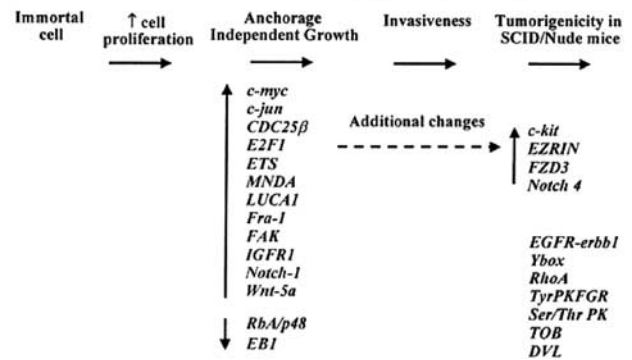 Immortal cell
↑ cell proliferation
Anchorage Independent Growth
Invasiveness
Tumorigenicity in SCID/Nude mice
c-myc
c-jun
CDC25β
E2F1
ETS
MNDA
LUCA1
Fra-1
FAK
IGFR1
Notch-1
Wnt-5a
RbA/p48
EB1
Additional changes
c-kit
EZRIN
FZD3
Notch 4
EGFR-erbb1
Ybox
RhoA
TyrPKFGR
Ser/Thr PK
TOB
DVL